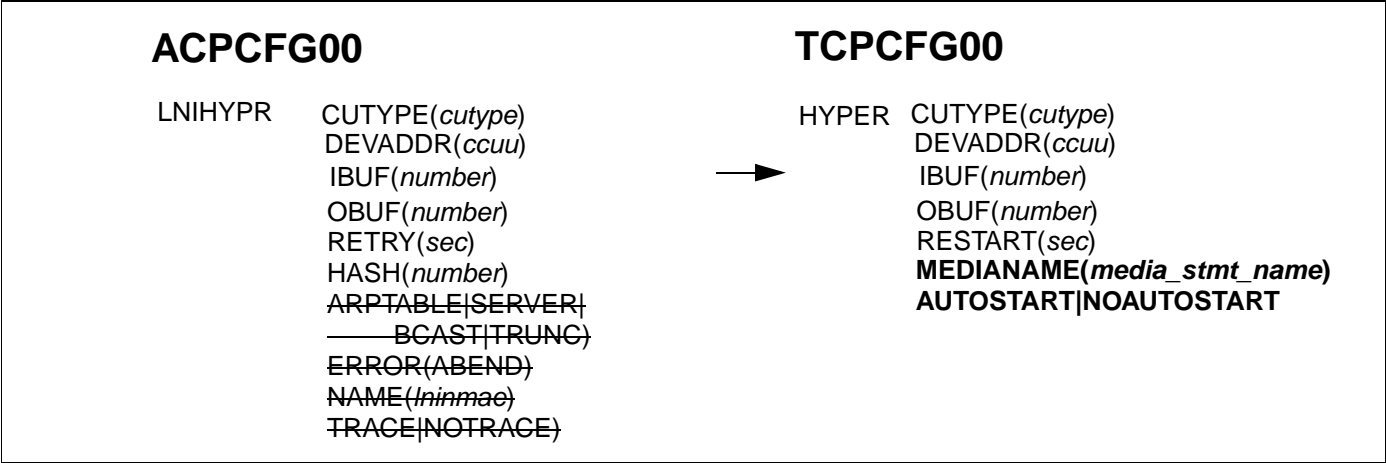 ACPCFG00
LNIHYPR CUTYPE(cutype)
DEVADDR(ccuu)
IBUF(number)
OBUF(number)
RETRY(sec)
HASH(number)
ARPTABLE|SERVER|
BCAST|TRUNC)
ERROR(ABEND)
NAME(lninmae)
TRACE|NOTRACE)
TCPCFG00
HYPER CUTYPE(cutype)
DEVADDR(ccuu)
IBUF(number)
OBUF(number)
RESTART(sec)
MEDIANAME(media_stmt_name)
AUTOSTART|NOAUTOSTART